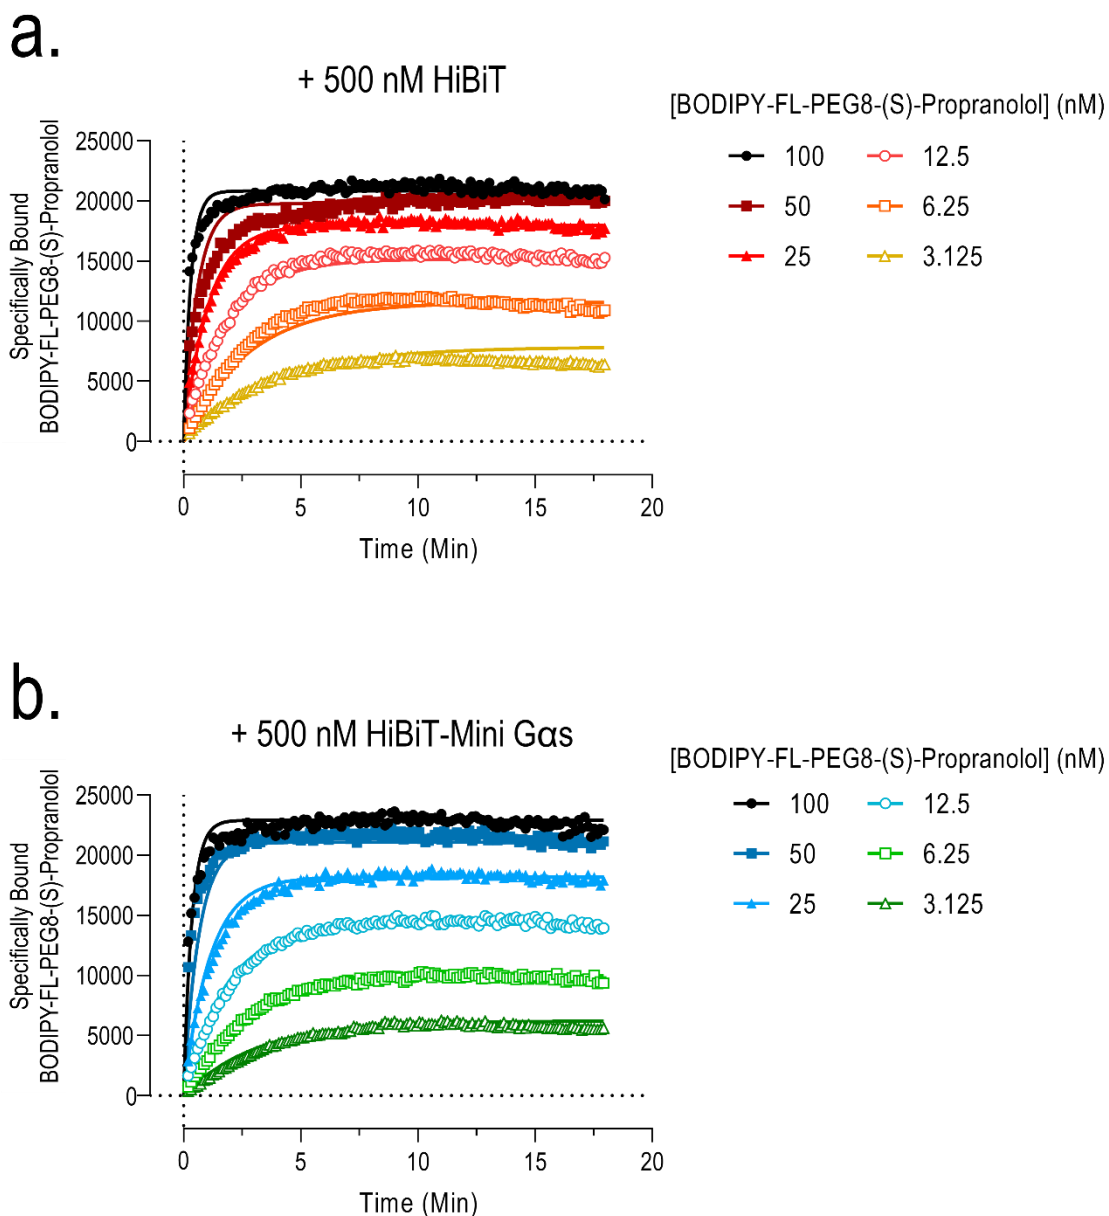 a.
+ 500 nM HiBiT
[BODIPY-FL-PEG8-(S)-Propranolol] (nM)
100 12.5
50 6.25
25 3.125
Specifically Bound
BODIPY-FL-PEG8-(S)-Propranolol
25000
20000
15000
10000
5000
0
0 5 10 15 20
Time (Min)
b.
+ 500 nM HiBiT-Mini Gαs
[BODIPY-FL-PEG8-(S)-Propranolol] (nM)
100 12.5
50 6.25
25 3.125
Specifically Bound
BODIPY-FL-PEG8-(S)-Propranolol
25000
20000
15000
10000
5000
0
0 5 10 15 20
Time (Min)